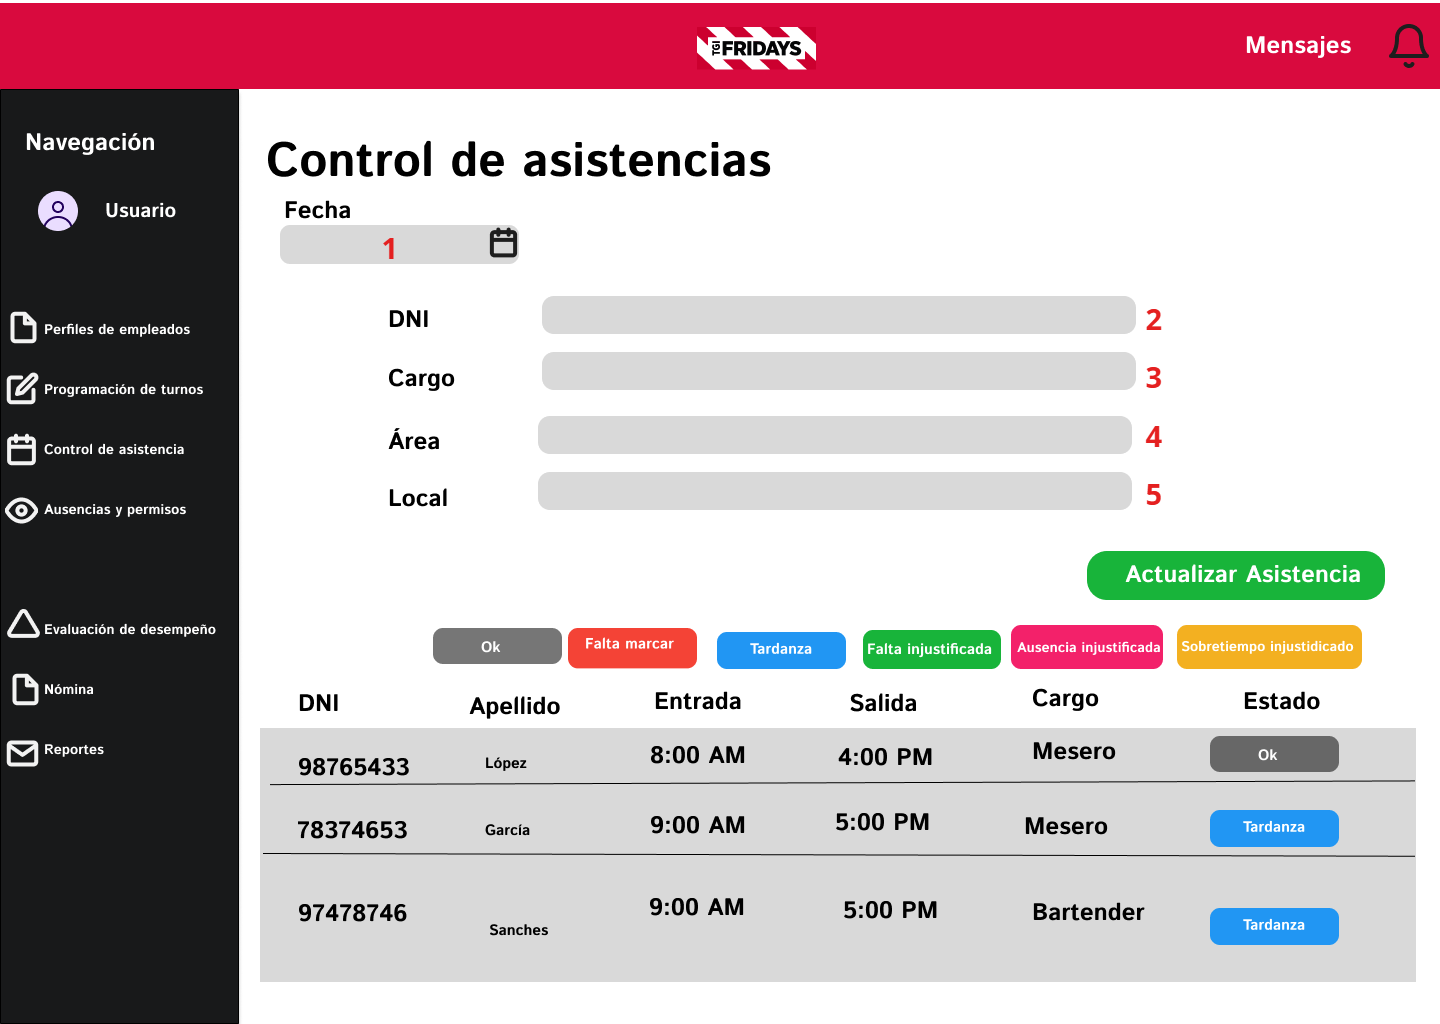 TGI FRIDAYS
Mensajes
Navegación
Usuario
Perfiles de empleados
Programación de turnos
Control de asistencia
Ausencias y permisos
Evaluación de desempeño
Nómina
Reportes
Control de asistencias
Fecha
1
DNI 2
Cargo 3
Área 4
Local 5
Actualizar Asistencia
Ok Falta marcar Tardanza Falta injustificada Ausencia injustificada Sobretiempo injustidicado
DNI Apellido Entrada Salida Cargo Estado
98765433 López 8:00 AM 4:00 PM Mesero Ok
78374653 García 9:00 AM 5:00 PM Mesero Tardanza
97478746 Sanches 9:00 AM 5:00 PM Bartender Tardanza